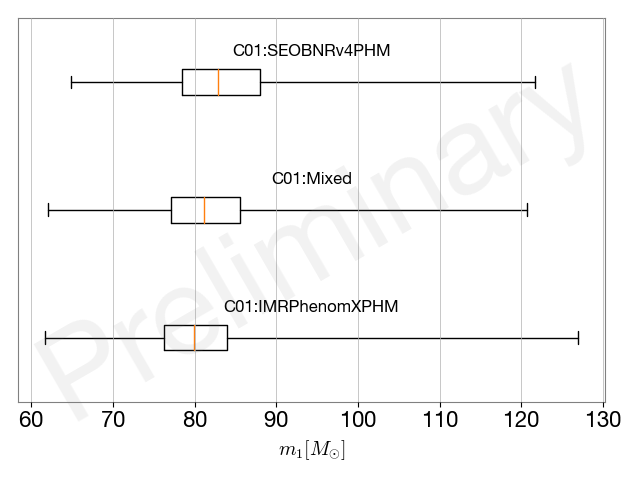 C01:SEOBNRv4PHM
C01:Mixed
C01:IMRPhenomXPHM
Preliminary
60 70 80 90 100 110 120 130
m₁[M☉]